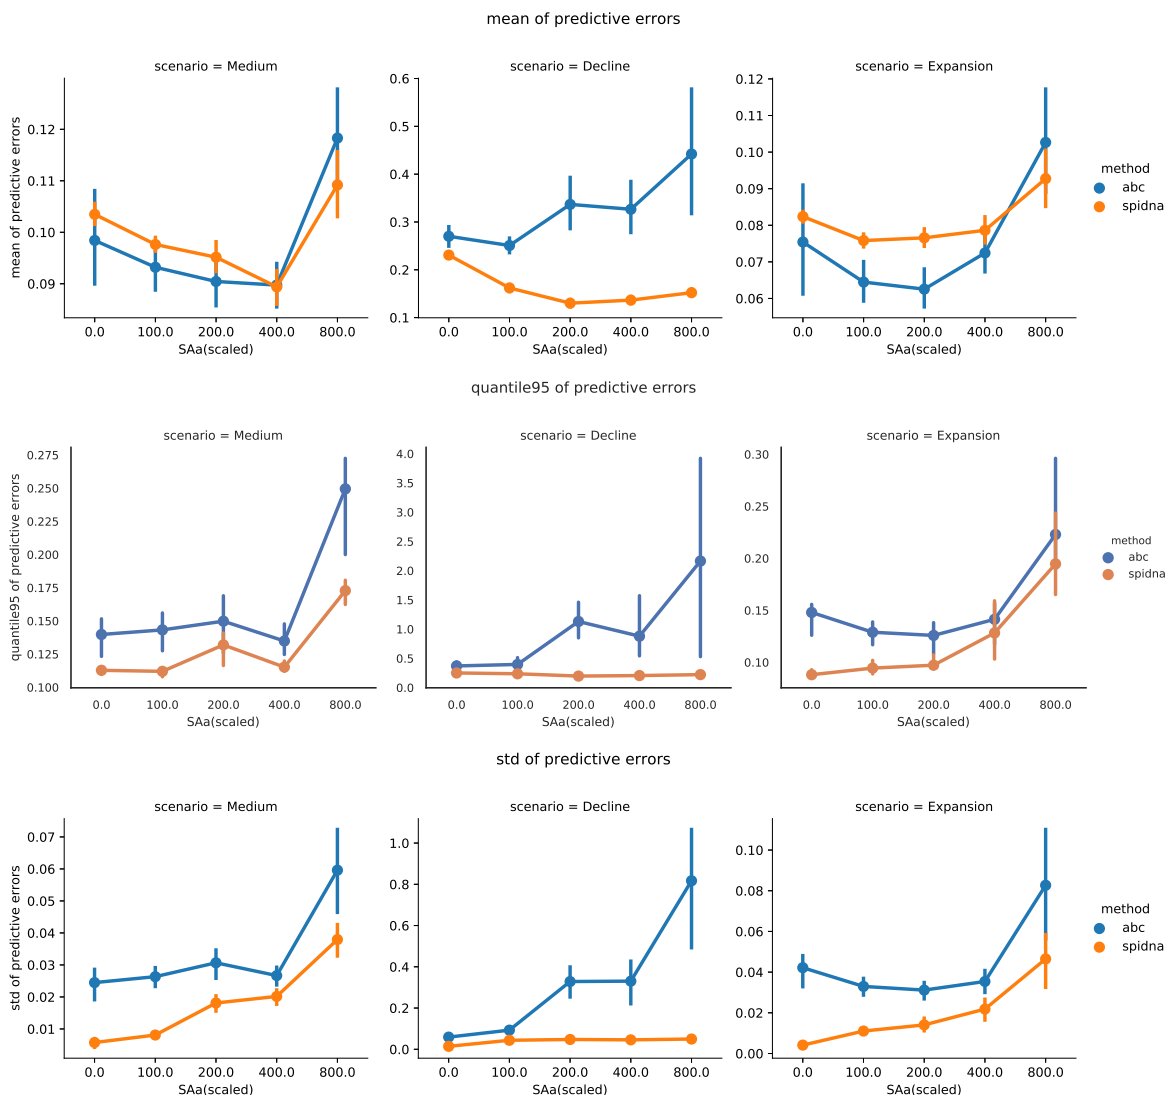 mean of predictive errors
scenario = Medium
scenario = Decline
scenario = Expansion
mean of predictive errors
0.12
0.11
0.10
0.09
0.0 100.0 200.0 400.0 800.0
SAa(scaled)
0.6
0.5
0.4
0.3
0.2
0.1
0.0 100.0 200.0 400.0 800.0
SAa(scaled)
0.12
0.11
0.10
0.09
0.08
0.07
0.06
0.0 100.0 200.0 400.0 800.0
SAa(scaled)
method
abc
spidna
quantile95 of predictive errors
scenario = Medium
scenario = Decline
scenario = Expansion
quantile95 of predictive errors
0.275
0.250
0.225
0.200
0.175
0.150
0.125
0.100
0.0 100.0 200.0 400.0 800.0
SAa(scaled)
4.0
3.5
3.0
2.5
2.0
1.5
1.0
0.5
0.0
0.0 100.0 200.0 400.0 800.0
SAa(scaled)
0.30
0.25
0.20
0.15
0.10
0.0 100.0 200.0 400.0 800.0
SAa(scaled)
method
abc
spidna
std of predictive errors
scenario = Medium
scenario = Decline
scenario = Expansion
std of predictive errors
0.07
0.06
0.05
0.04
0.03
0.02
0.01
0.0 100.0 200.0 400.0 800.0
SAa(scaled)
1.0
0.8
0.6
0.4
0.2
0.0
0.0 100.0 200.0 400.0 800.0
SAa(scaled)
0.10
0.08
0.06
0.04
0.02
0.00
0.0 100.0 200.0 400.0 800.0
SAa(scaled)
method
abc
spidna